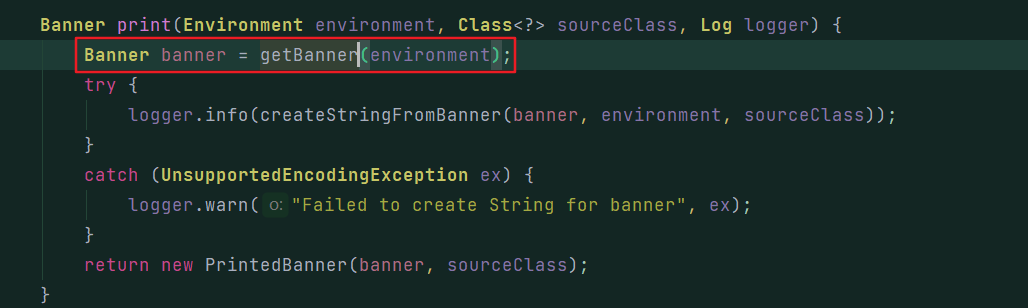 Banner print(Environment environment, Class<?> sourceClass, Log logger) {
Banner banner = getBanner(environment);
try {
logger.info(createStringFromBanner(banner, environment, sourceClass));
}
catch (UnsupportedEncodingException ex) {
logger.warn( o: "Failed to create String for banner", ex);
}
return new PrintedBanner(banner, sourceClass);
}